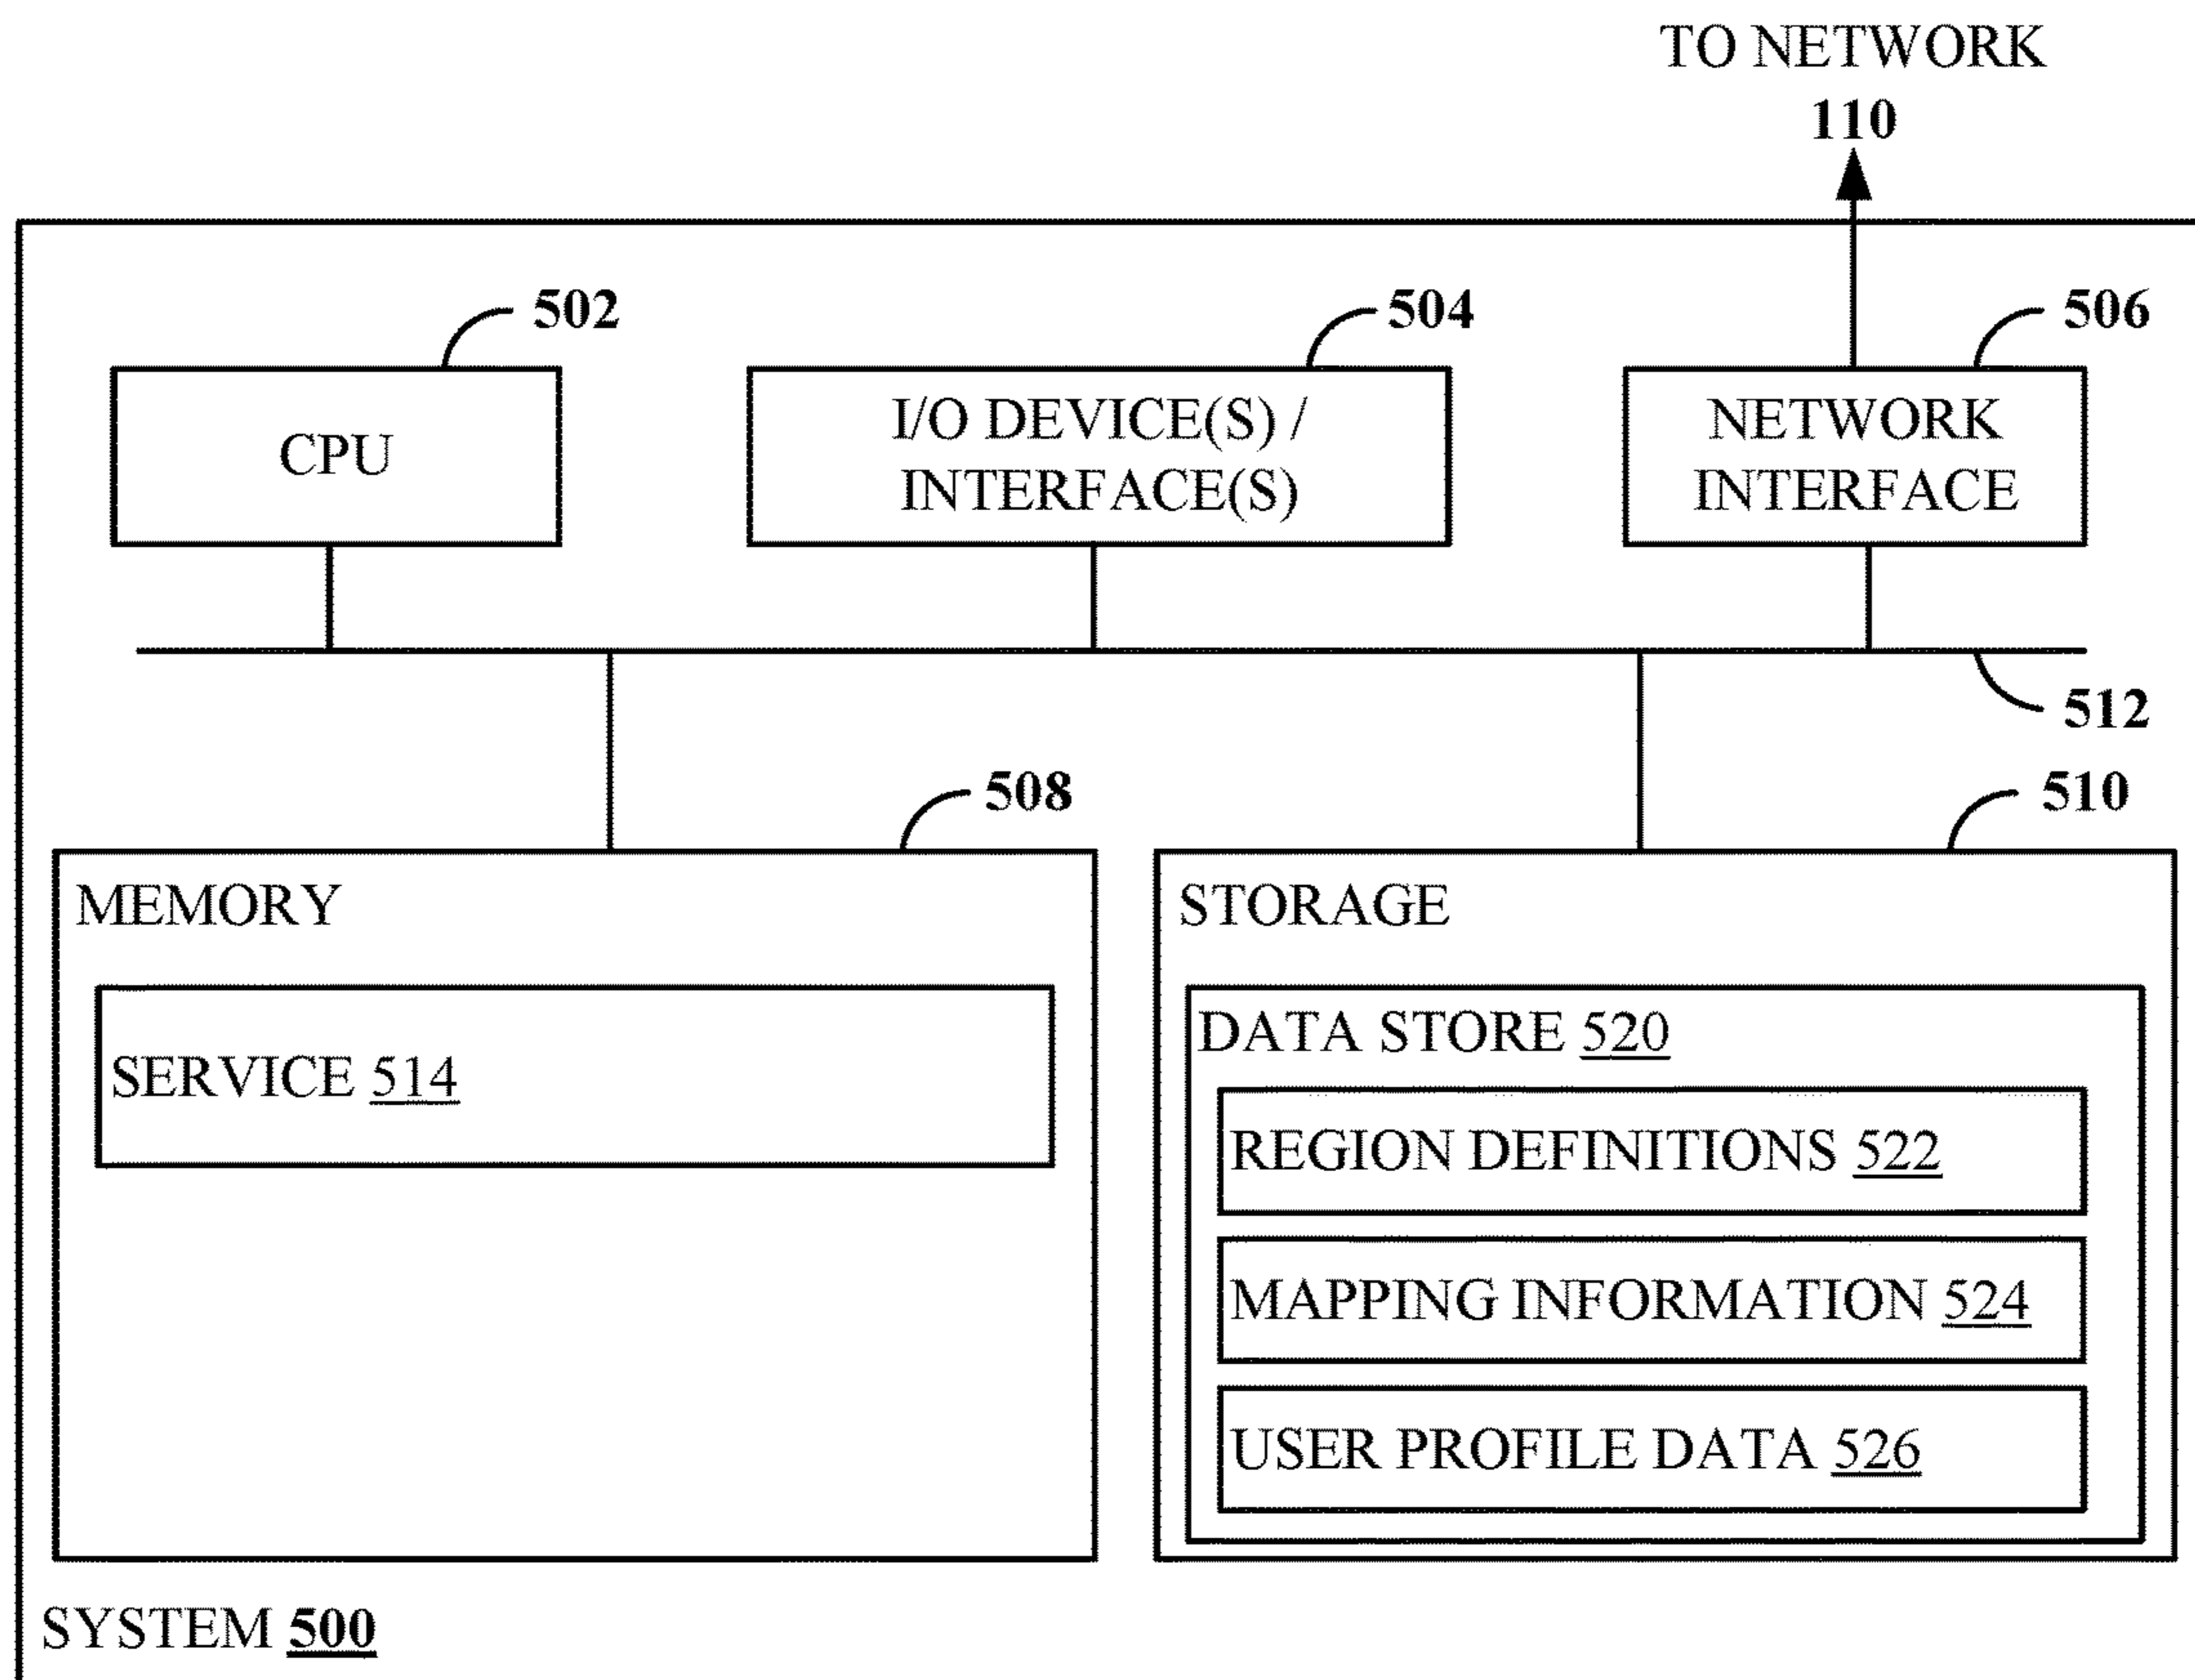 TO NETWORK
110
502
504
506
CPU
I/O DEVICE(S) /
INTERFACE(S)
NETWORK
INTERFACE
512
508
510
MEMORY
STORAGE
SERVICE 514
DATA STORE 520
REGION DEFINITIONS 522
MAPPING INFORMATION 524
USER PROFILE DATA 526
SYSTEM 500